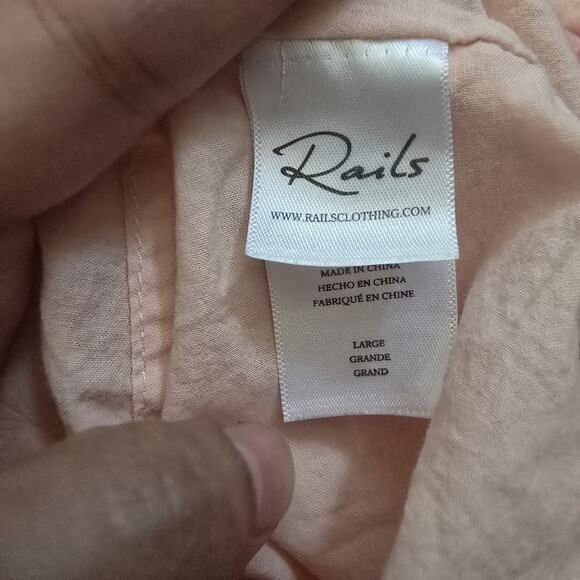 Rails
WWW.RAILSCLOTHING.COM
MADE IN CHINA
HECHO EN CHINA
FABRIQUÉ EN CHINE
LARGE
GRANDE
GRAND